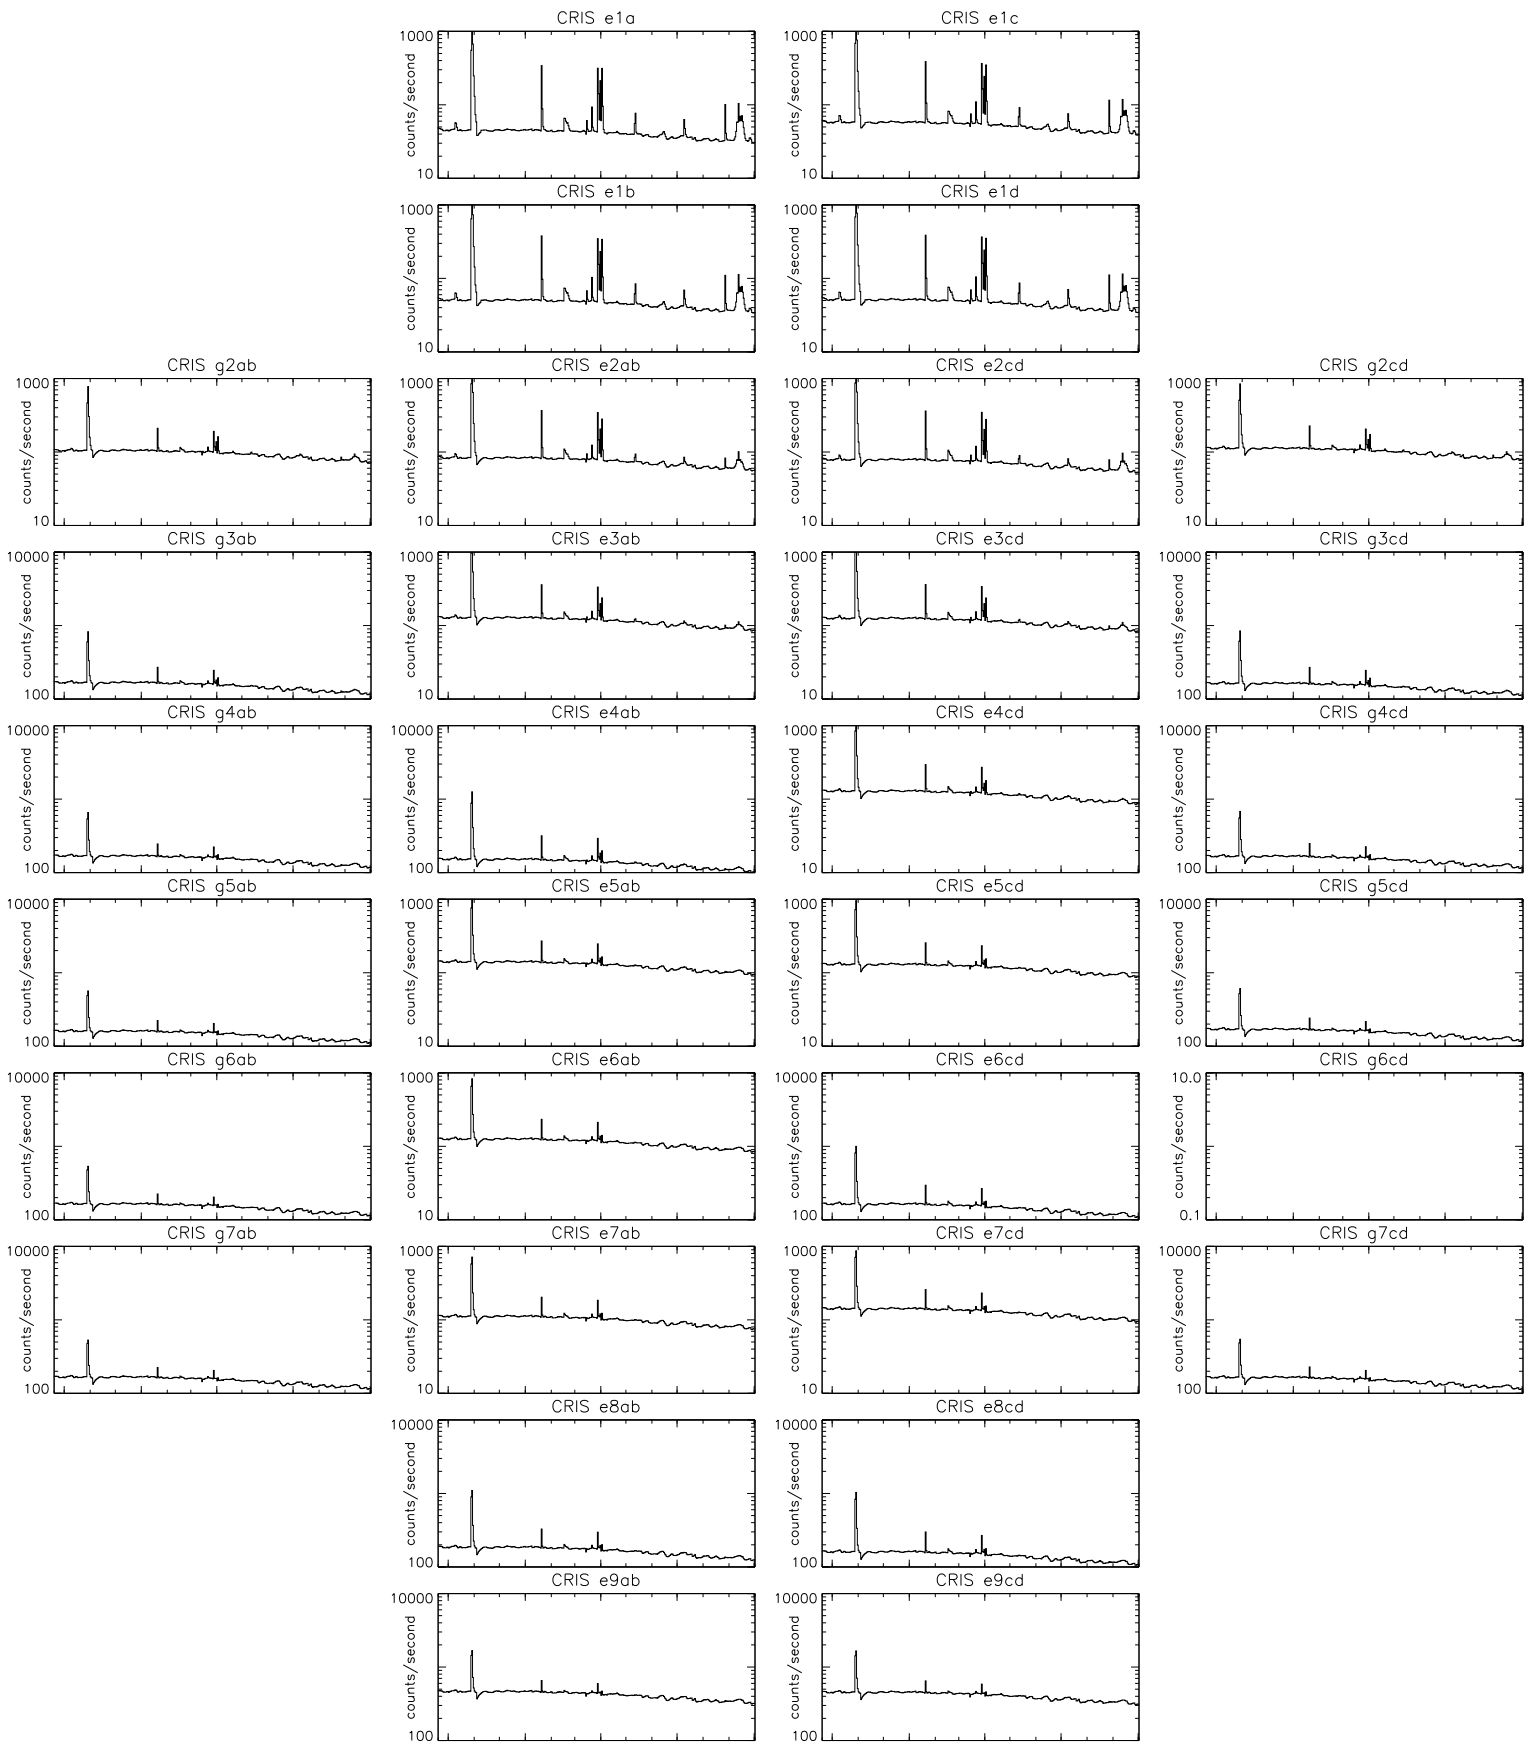 CRIS e1a
1000
counts/second
10
CRIS e1c
1000
counts/second
10
CRIS e1b
1000
counts/second
10
CRIS e1d
1000
counts/second
10
CRIS g2ab
1000
counts/second
10
CRIS e2ab
1000
counts/second
10
CRIS e2cd
1000
counts/second
10
CRIS g2cd
1000
counts/second
10
CRIS g3ab
10000
counts/second
100
CRIS e3ab
1000
counts/second
10
CRIS e3cd
1000
counts/second
10
CRIS g3cd
10000
counts/second
100
CRIS g4ab
10000
counts/second
100
CRIS e4ab
10000
counts/second
100
CRIS e4cd
1000
counts/second
10
CRIS g4cd
10000
counts/second
100
CRIS g5ab
10000
counts/second
100
CRIS e5ab
1000
counts/second
10
CRIS e5cd
1000
counts/second
10
CRIS g5cd
10000
counts/second
100
CRIS g6ab
10000
counts/second
100
CRIS e6ab
1000
counts/second
10
CRIS e6cd
10000
counts/second
100
CRIS g6cd
10.0
counts/second
0.1
CRIS g7ab
10000
counts/second
100
CRIS e7ab
1000
counts/second
10
CRIS e7cd
1000
counts/second
10
CRIS g7cd
10000
counts/second
100
CRIS e8ab
10000
counts/second
100
CRIS e8cd
10000
counts/second
100
CRIS e9ab
10000
counts/second
100
CRIS e9cd
10000
counts/second
100